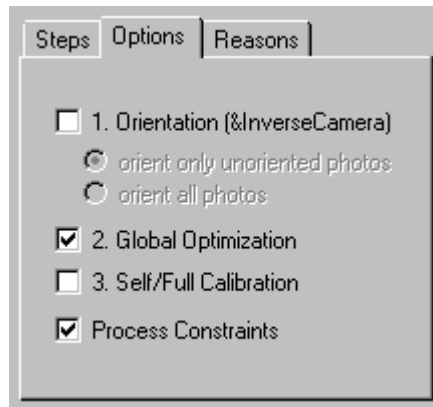 Steps Options Reasons
1. Orientation (&InverseCamera)
orient only unoriented photos
orient all photos
2. Global Optimization
3. Self/Full Calibration
Process Constraints